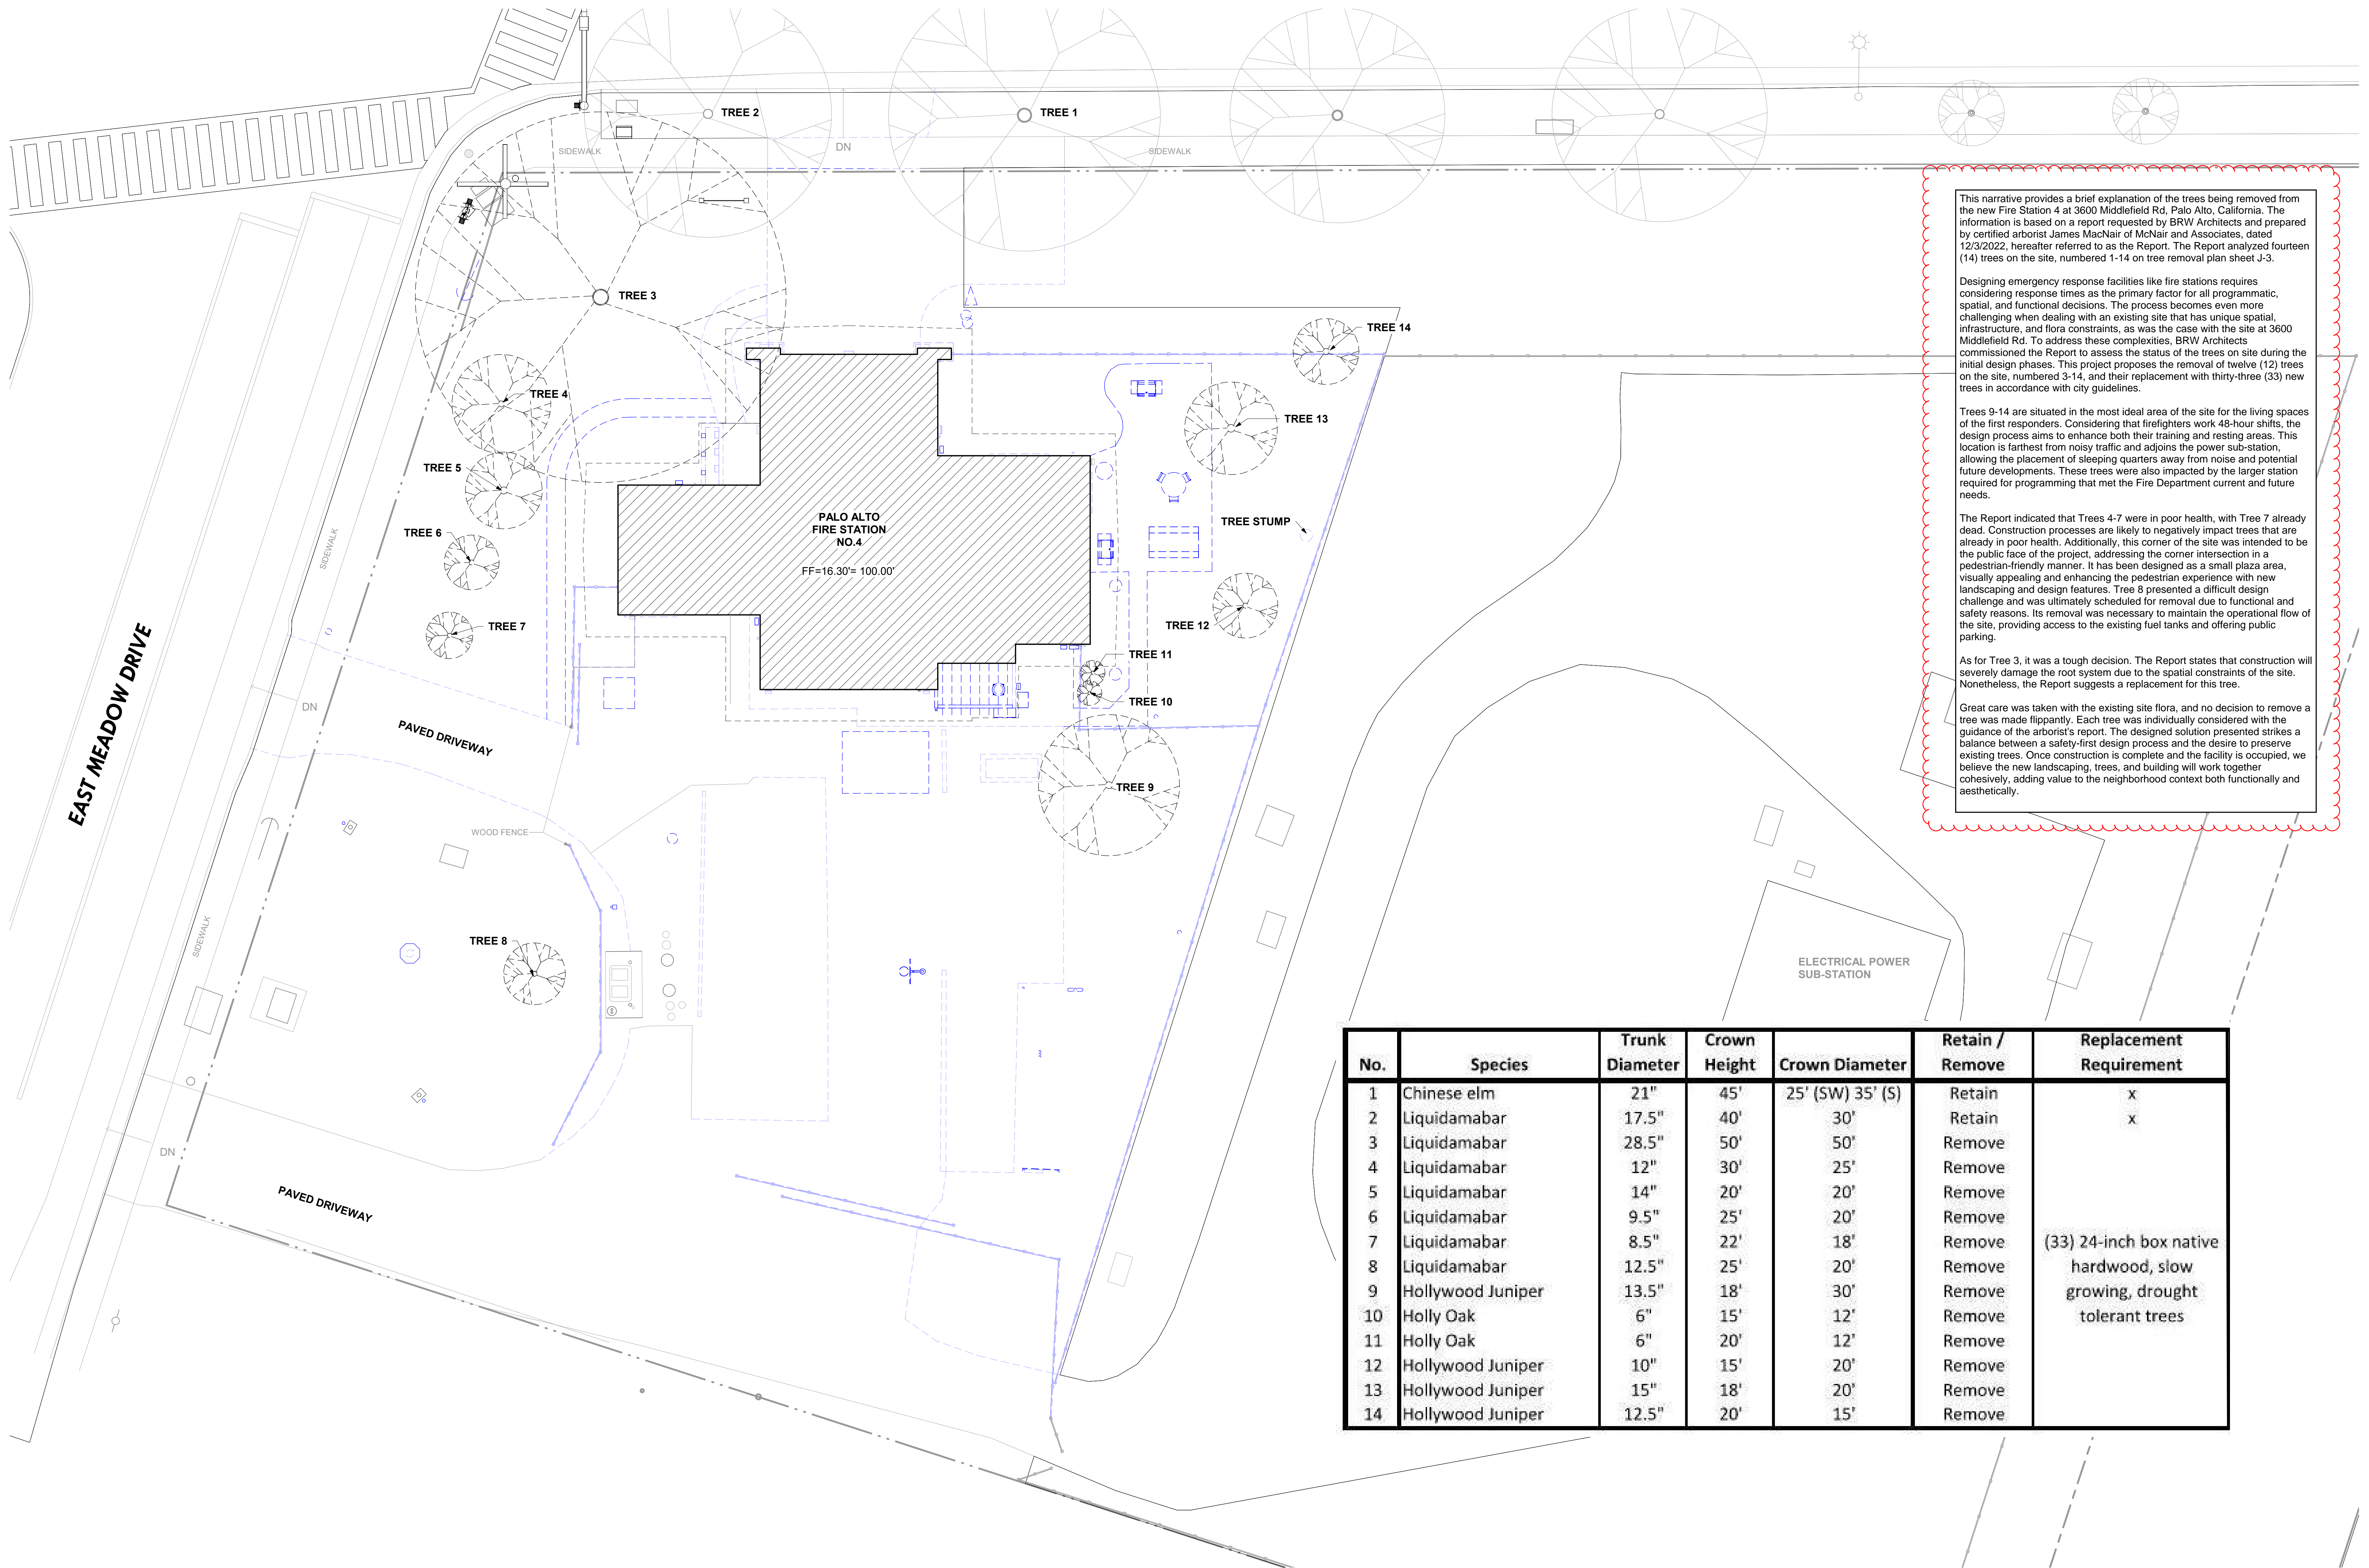 TREE 2
TREE 1
SIDEWALK
DN
SIDEWALK
TREE 3
TREE 14
TREE 4
TREE 13
TREE 5
TREE 6
SIDEWALK
PALO ALTO
FIRE STATION
NO.4
FF=16.30'= 100.00'
TREE STUMP
TREE 7
TREE 12
TREE 11
TREE 10
DN
PAVED DRIVEWAY
EAST MEADOW DRIVE
TREE 9
WOOD FENCE
SIDEWALK
TREE 8
ELECTRICAL POWER
SUB-STATION
DN
PAVED DRIVEWAY
This narrative provides a brief explanation of the trees being removed from
the new Fire Station 4 at 3600 Middlefield Rd, Palo Alto, California. The
information is based on a report requested by BRW Architects and prepared
by certified arborist James MacNair of McNair and Associates, dated
12/3/2022, hereafter referred to as the Report. The Report analyzed fourteen
(14) trees on the site, numbered 1-14 on tree removal plan sheet J-3.
Designing emergency response facilities like fire stations requires
considering response times as the primary factor for all programmatic,
spatial, and functional decisions. The process becomes even more
challenging when dealing with an existing site that has unique spatial,
infrastructure, and flora constraints, as was the case with the site at 3600
Middlefield Rd. To address these complexities, BRW Architects
commissioned the Report to assess the status of the trees on site during the
initial design phases. This project proposes the removal of twelve (12) trees
on the site, numbered 3-14, and their replacement with thirty-three (33) new
trees in accordance with city guidelines.
Trees 9-14 are situated in the most ideal area of the site for the living spaces
of the first responders. Considering that firefighters work 48-hour shifts, the
design process aims to enhance both their training and resting areas. This
location is farthest from noisy traffic and adjoins the power sub-station,
allowing the placement of sleeping quarters away from noise and potential
future developments. These trees were also impacted by the larger station
required for programming that met the Fire Department current and future
needs.
The Report indicated that Trees 4-7 were in poor health, with Tree 7 already
dead. Construction processes are likely to negatively impact trees that are
already in poor health. Additionally, this corner of the site was intended to be
the public face of the project, addressing the corner intersection in a
pedestrian-friendly manner. It has been designed as a small plaza area,
visually appealing and enhancing the pedestrian experience with new
landscaping and design features. Tree 8 presented a difficult design
challenge and was ultimately scheduled for removal due to functional and
safety reasons. Its removal was necessary to maintain the operational flow of
the site, providing access to the existing fuel tanks and offering public
parking.
As for Tree 3, it was a tough decision. The Report states that construction will
severely damage the root system due to the spatial constraints of the site.
Nonetheless, the Report suggests a replacement for this tree.
Great care was taken with the existing site flora, and no decision to remove a
tree was made flippantly. Each tree was individually considered with the
guidance of the arborist's report. The designed solution presented strikes a
balance between a safety-first design process and the desire to preserve
existing trees. Once construction is complete and the facility is occupied, we
believe the new landscaping, trees, and building will work together
cohesively, adding value to the neighborhood context both functionally and
aesthetically.
No. Species Trunk Diameter Crown Height Crown Diameter Retain / Remove Replacement Requirement
1 Chinese elm 21" 45' 25' (SW) 35' (S) Retain x
2 Liquidamabar 17.5" 40' 30' Retain x
3 Liquidamabar 28.5" 50' 50' Remove
4 Liquidamabar 12" 30' 25' Remove
5 Liquidamabar 14" 20' 20' Remove
6 Liquidamabar 9.5" 25' 20' Remove
7 Liquidamabar 8.5" 22' 18' Remove (33) 24-inch box native
8 Liquidamabar 12.5" 25' 20' Remove hardwood, slow
9 Hollywood Juniper 13.5" 18' 30' Remove growing, drought
10 Holly Oak 6" 15' 12' Remove tolerant trees
11 Holly Oak 6" 20' 12' Remove
12 Hollywood Juniper 10" 15' 20' Remove
13 Hollywood Juniper 15" 18' 20' Remove
14 Hollywood Juniper 12.5" 20' 15' Remove